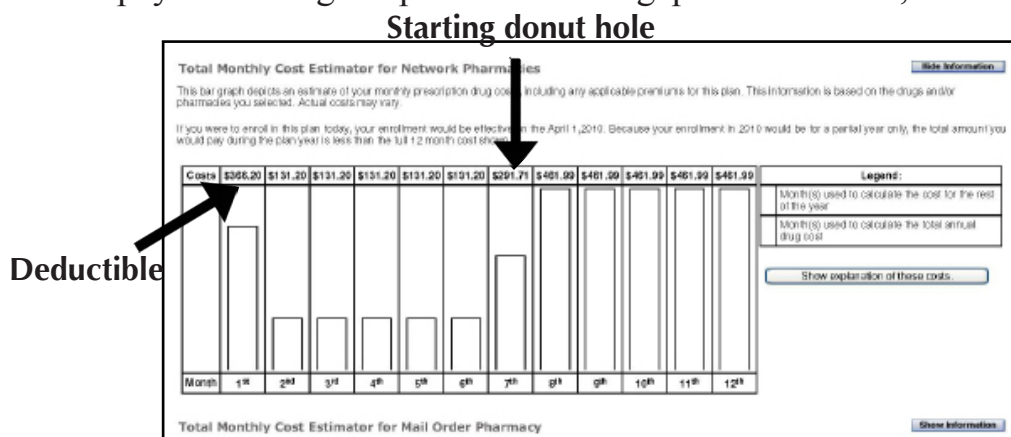 Starting donut hole
Total Monthly Cost Estimator for Network Pharmacies
Hide Information
This bar graph depicts an estimate of your monthly prescription drug costs, including any applicable premiums for this plan. This information is based on the drugs and/or
pharmacies you selected. Actual costs may vary.
If you were to enroll in this plan today, your enrollment would be effective on the April 1, 2010. Because your enrollment in 2010 would be for a partial year only, the total amount you
would pay during the plan year is less than the full 12 month cost shown
Costs $131.20 $131.20 $131.20 $131.20 $291.71 $461.99 $461.99 $461.99 $461.99 $461.99
Legend:
Month(s) used to calculate the cost for the rest
of the year
Month(s) used to calculate the total annual
drug cost
Deductible
Show explanation of these costs.
Month 1st 2nd 3rd 4th 5th 6th 7th 8th 9th 10th 11th 12th
Total Monthly Cost Estimator for Mail Order Pharmacy
Show Information